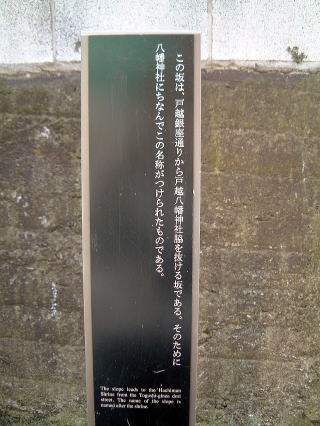 この坂は、戸越銀座通りから戸越八幡神社脇を抜ける坂である。そのために
八幡神社にちなんでこの名称がつけられたものである。
The slope leads to the Hachiman
Shrine from the Togoshi-ginza dori
street. The name of the slope is
named after the shrine.